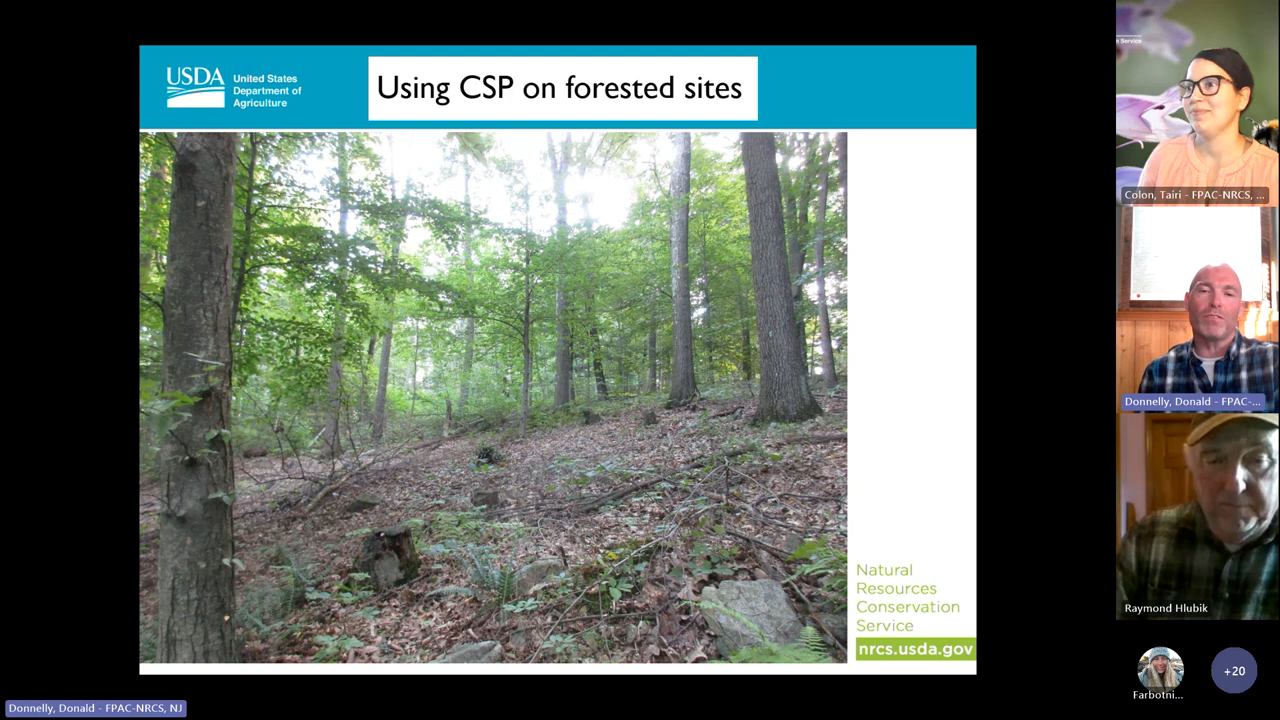 USDA
United States
Department of
Agriculture
Using CSP on forested sites
Natural
Resources
Conservation
Service
nrcs.usda.gov
Service
Colon, Tairi - FPAC-NRCS, ...
Donnelly, Donald - FPAC-...
Raymond Hlubik
Farbotni...
+20
Donnelly, Donald - FPAC-NRCS, NJ